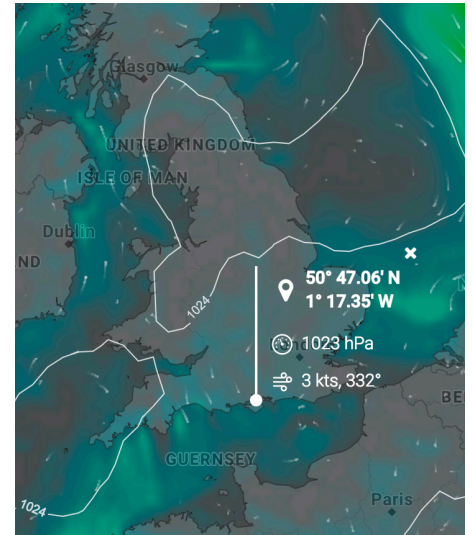 Glasgow
UNITED KINGDOM
ISLE OF MAN
Dublin
ND
50° 47.06' N
1° 17.35' W
1024
1023 hPa
3 kts, 332°
BE
GUERNSEY
Paris
1024